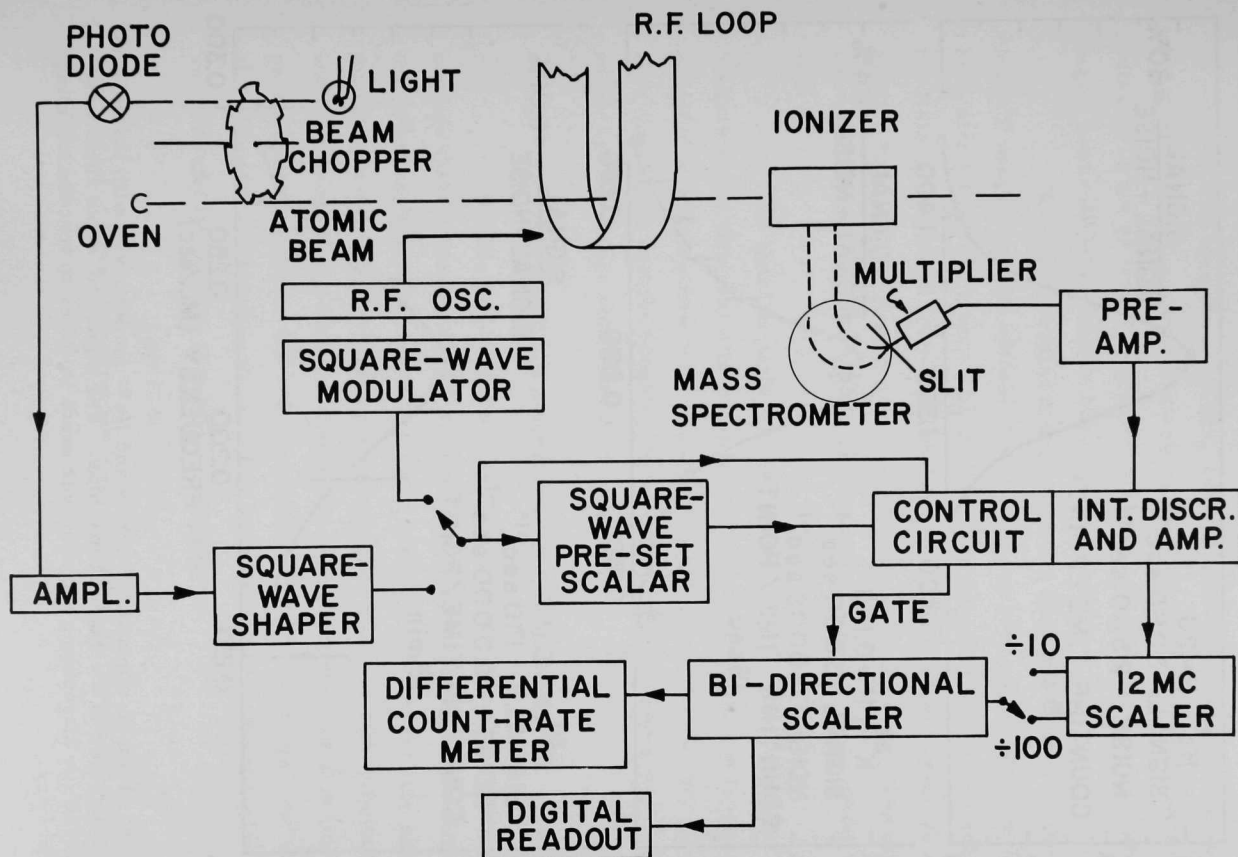 PHOTO
DIODE
LIGHT
R.F. LOOP
BEAM
CHOPPER
IONIZER
OVEN
ATOMIC
BEAM
R.F. OSC.
MULTIPLIER
PRE-
AMP.
SQUARE-WAVE
MODULATOR
MASS
SPECTROMETER
SLIT
SQUARE-
WAVE
PRE-SET
SCALAR
CONTROL
CIRCUIT
INT. DISCR.
AND AMP.
AMPL.
SQUARE-
WAVE
SHAPER
GATE
÷10
DIFFERENTIAL
COUNT-RATE
METER
BI-DIRECTIONAL
SCALER
12 MC
SCALER
÷100
DIGITAL
READOUT